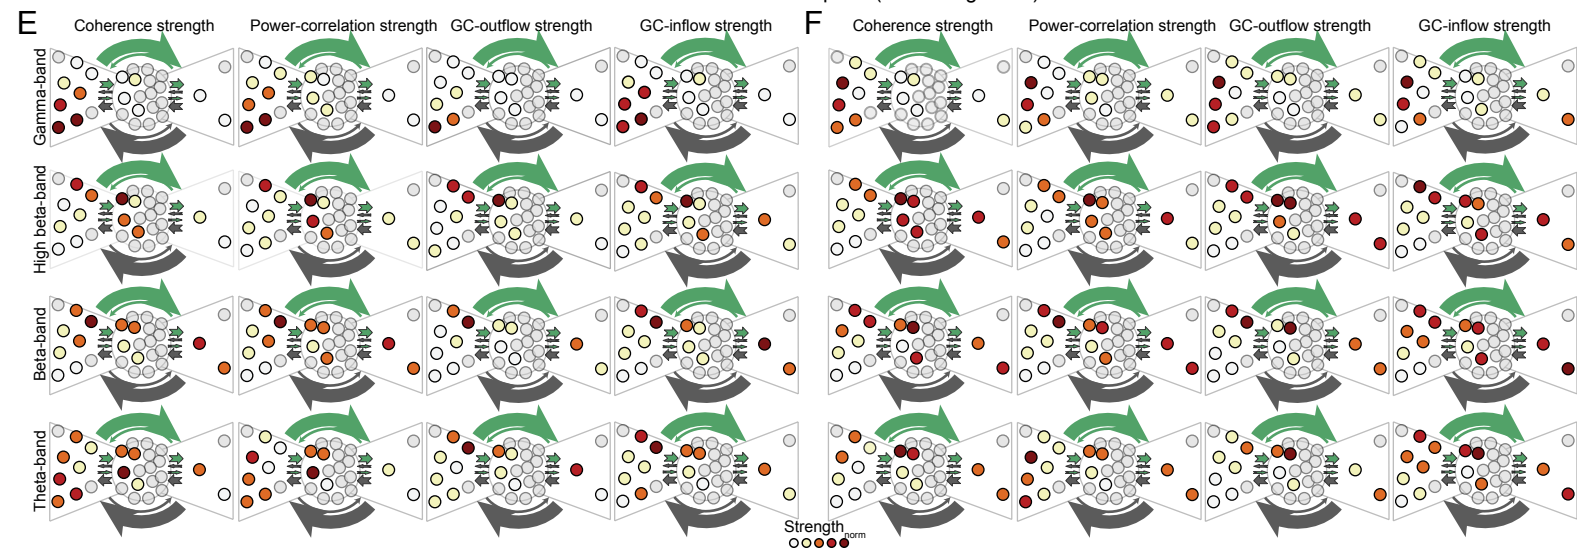 E
Coherence strength Power-correlation strength GC-outflow strength GC-inflow strength
Gamma-band
High beta-band
Beta-band
Theta-band
F
Coherence strength Power-correlation strength GC-outflow strength GC-inflow strength
Strength norm